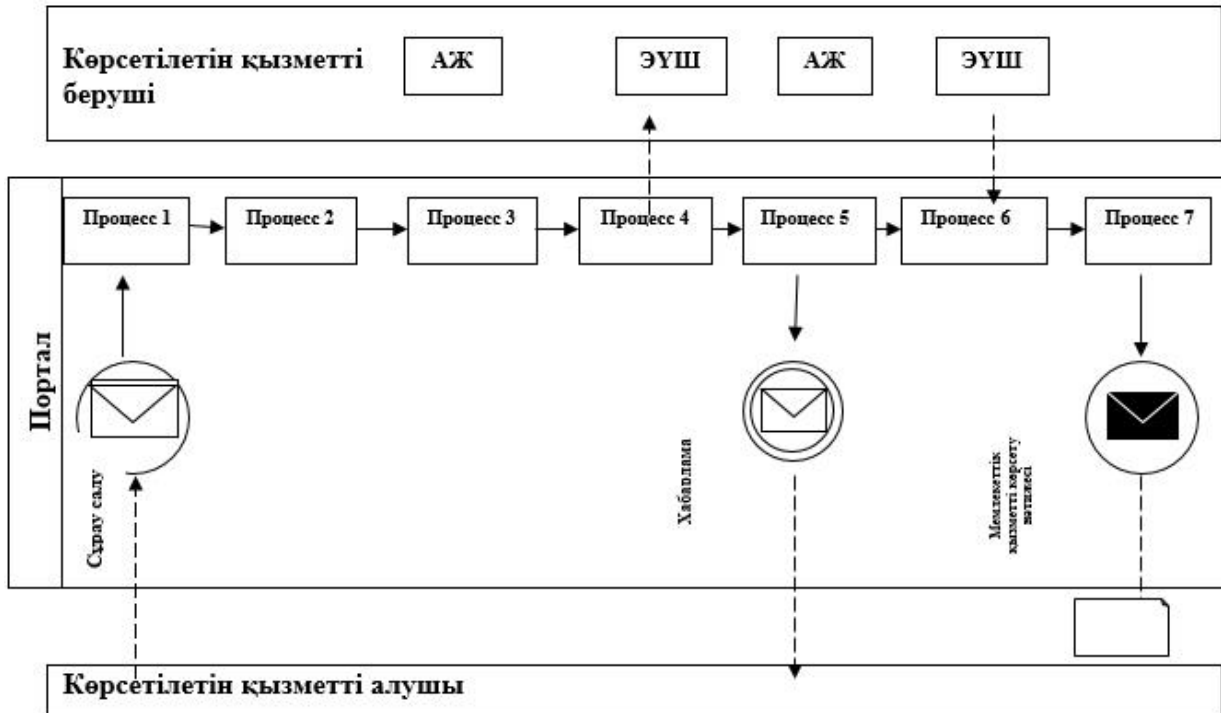 Көрсетілетін қызметті
беруші
АЖ
ЭҮШ
АЖ
ЭҮШ
Процесс 1
Процесс 2
Процесс 3
Процесс 4
Процесс 5
Процесс 6
Процесс 7
Портал
Сұрау салу
Хабарлама
Мемлекеттік
қызметті көрсету
нәтижесі
Көрсетілетін қызметті алушы